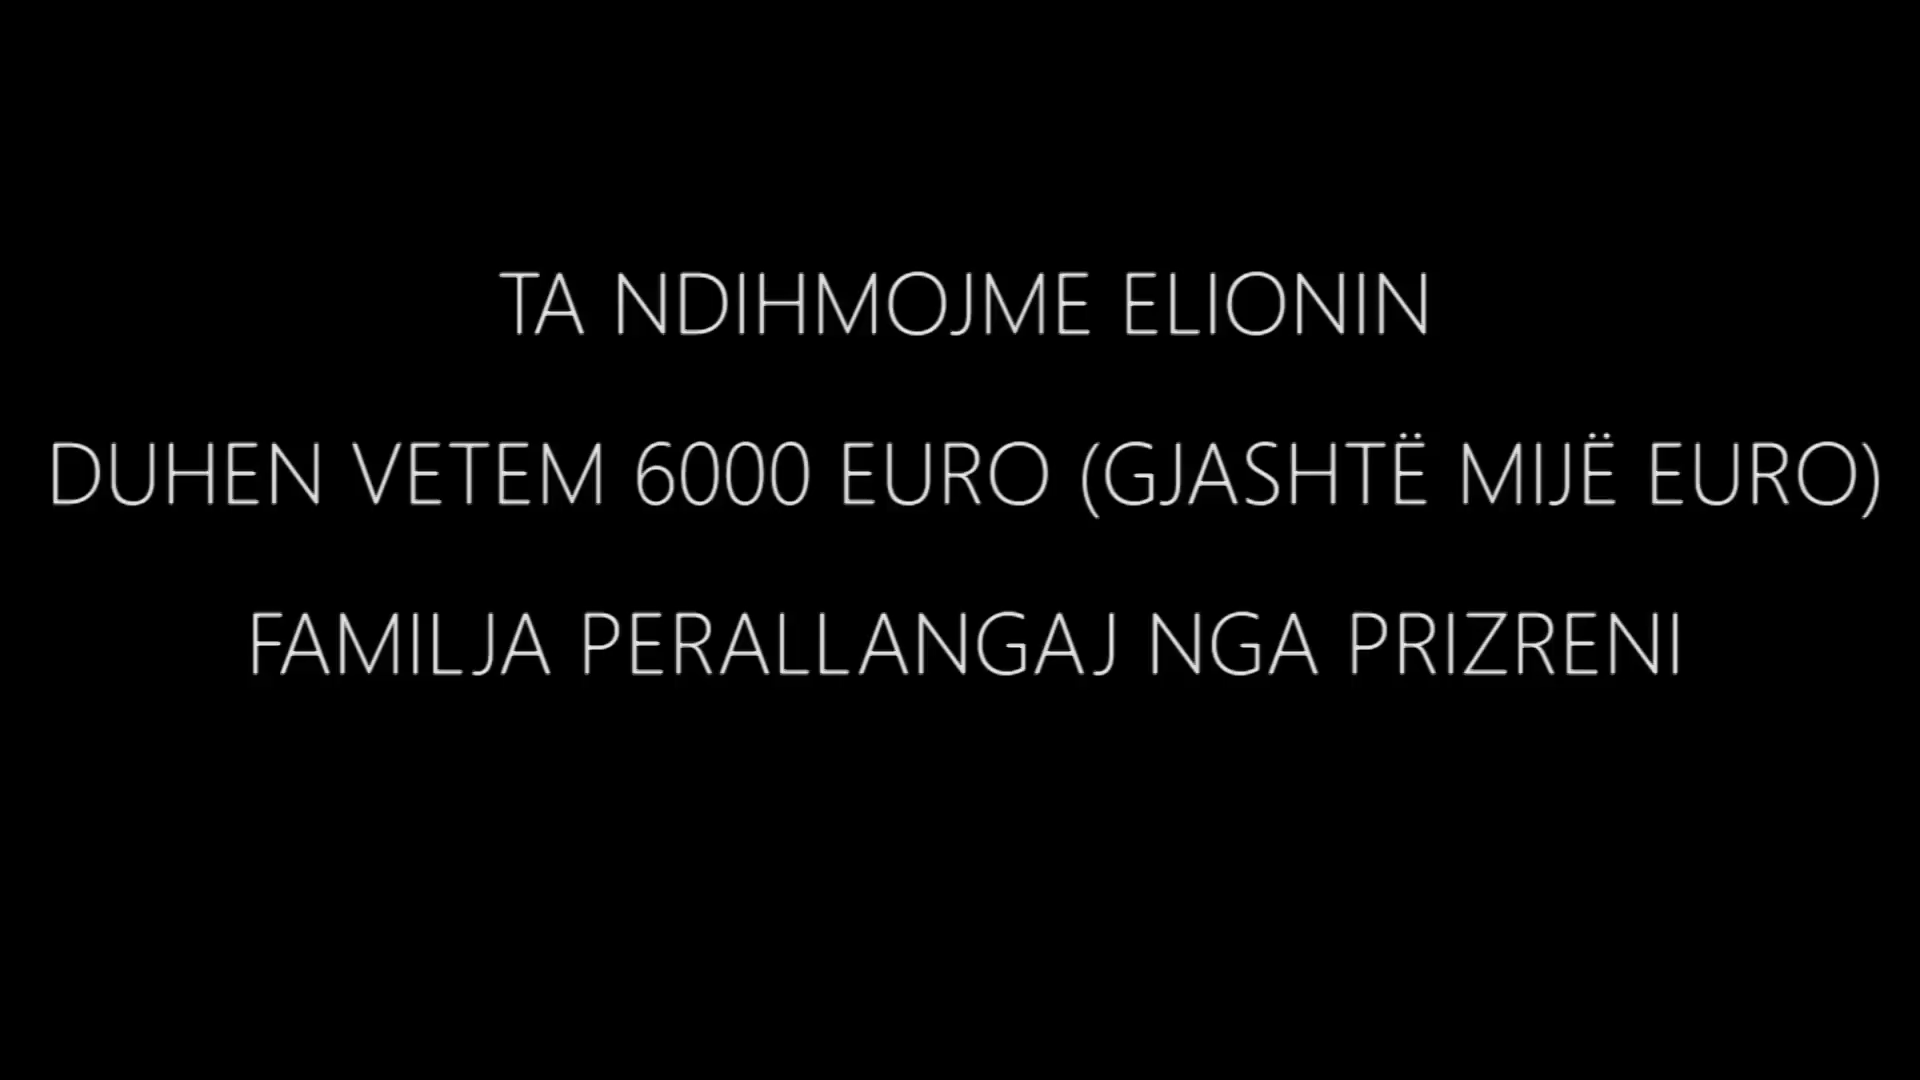 TA NDIHMOJME ELIONIN
DUHEN VETEM 6000 EURO (GJASHTË MIJË EURO)
FAMILJA PERALLANGAJ NGA PRIZRENI